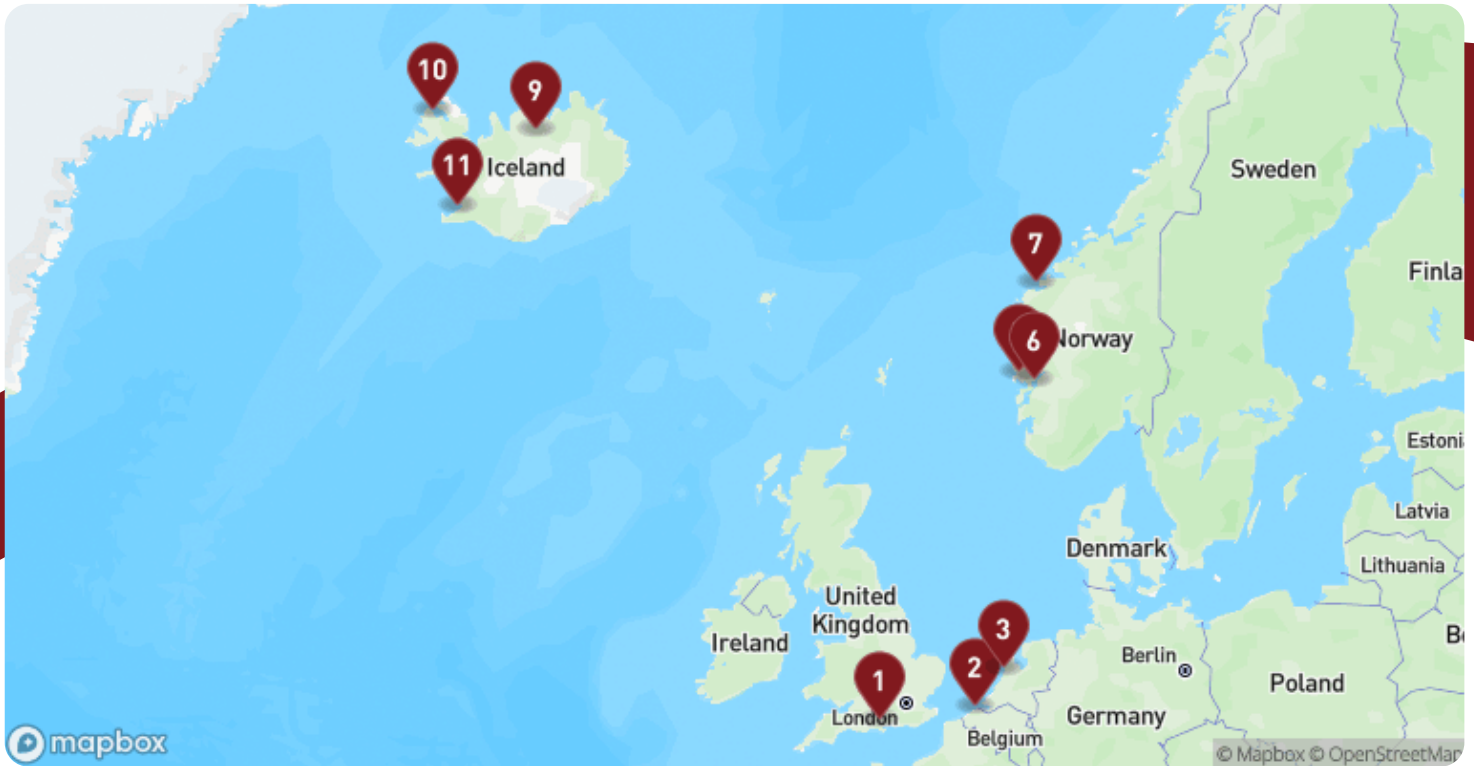 10
9
11
Iceland
Sweden
7
Finla
6
Norway
Estoni
Latvia
Denmark
Lithuania
United
Kingdom
3
Ireland
2
Berlin
1
Poland
London
Germany
Belgium
mapbox
© Mapbox © OpenStreetMap